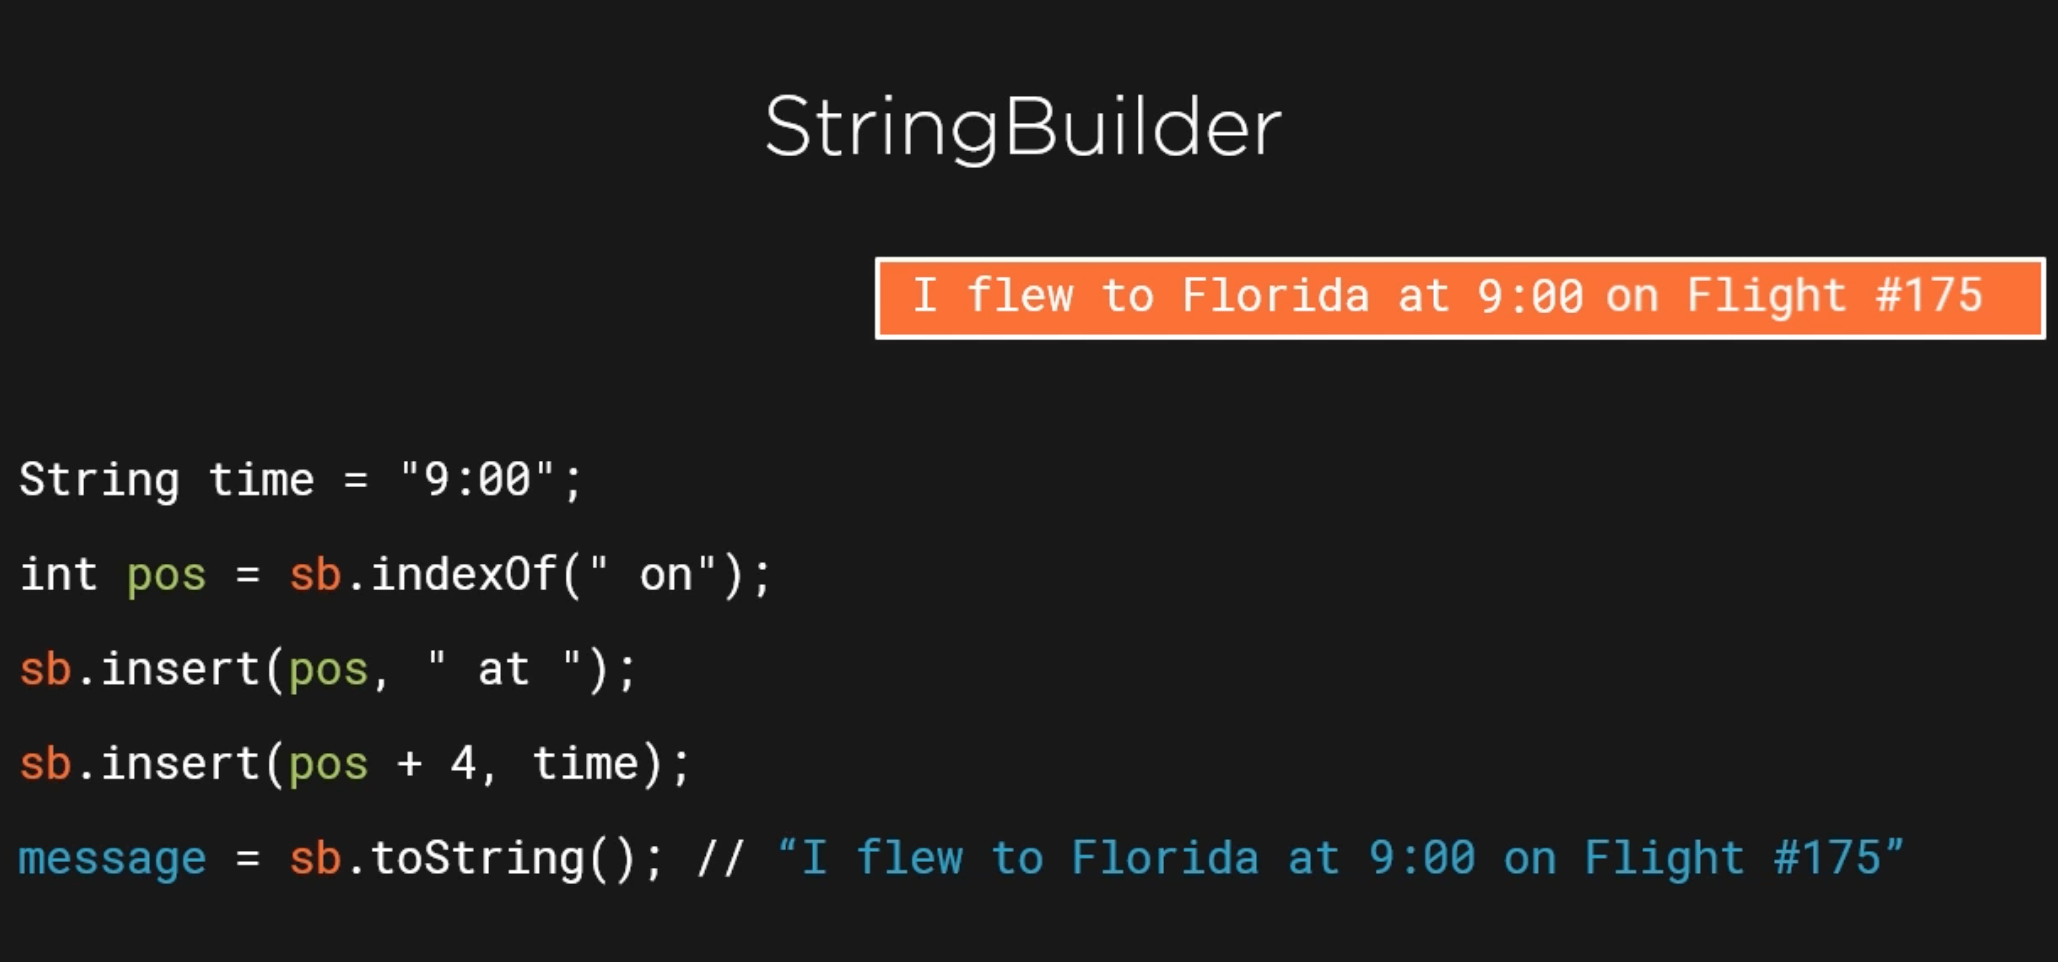 StringBuilder
I flew to Florida at 9:00 on Flight #175
String time = "9:00";
int pos = sb.indexOf(" on");
sb.insert(pos, " at ");
sb.insert(pos + 4, time);
message = sb.toString(); // “I flew to Florida at 9:00 on Flight #175”